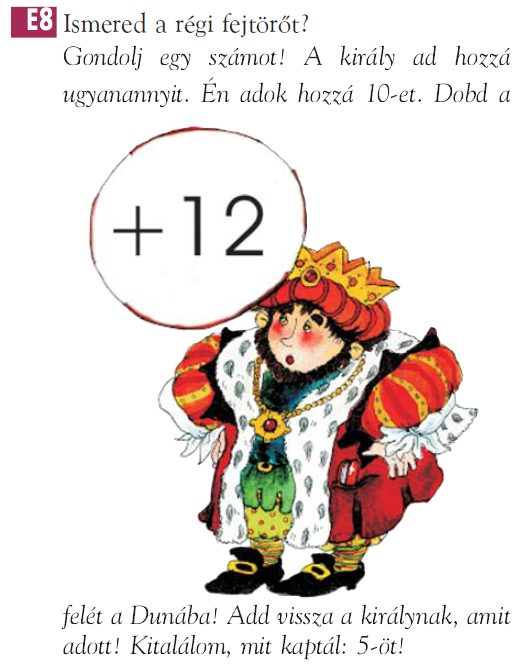 E8 Ismered a régi fejtörőt?
Gondolj egy számot! A király ad hozzá
ugyanannyit. Én adok hozzá 10-et. Dobd a
+12
felét a Dunába! Add vissza a királynak, amit
adott! Kitalálom, mit kaptál: 5-öt!